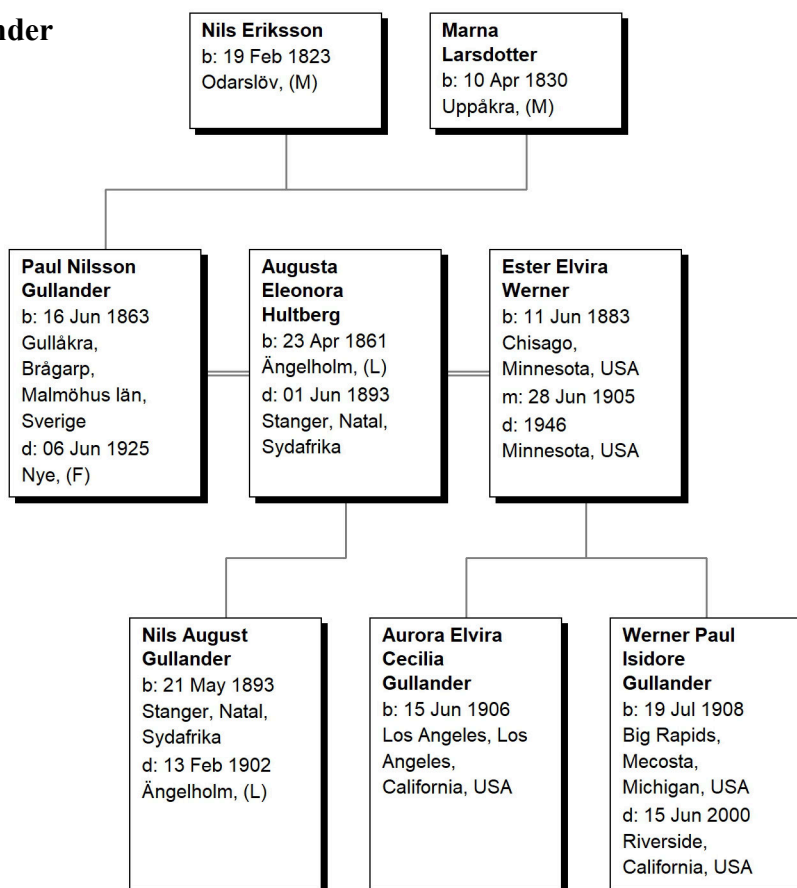 nder
Nils Eriksson
b: 19 Feb 1823
Odarslöv, (M)
Marna
Larsdotter
b: 10 Apr 1830
Uppåkra, (M)
Paul Nilsson
Gullander
b: 16 Jun 1863
Gullåkra,
Brågarp,
Malmöhus län,
Sverige
d: 06 Jun 1925
Nye, (F)
Augusta
Eleonora
Hultberg
b: 23 Apr 1861
Ängelholm, (L)
d: 01 Jun 1893
Stanger, Natal,
Sydafrika
Ester Elvira
Werner
b: 11 Jun 1883
Chisago,
Minnesota, USA
m: 28 Jun 1905
d: 1946
Minnesota, USA
Nils August
Gullander
b: 21 May 1893
Stanger, Natal,
Sydafrika
d: 13 Feb 1902
Ängelholm, (L)
Aurora Elvira
Cecilia
Gullander
b: 15 Jun 1906
Los Angeles, Los
Angeles,
California, USA
Werner Paul
Isidore
Gullander
b: 19 Jul 1908
Big Rapids,
Mecosta,
Michigan, USA
d: 15 Jun 2000
Riverside,
California, USA